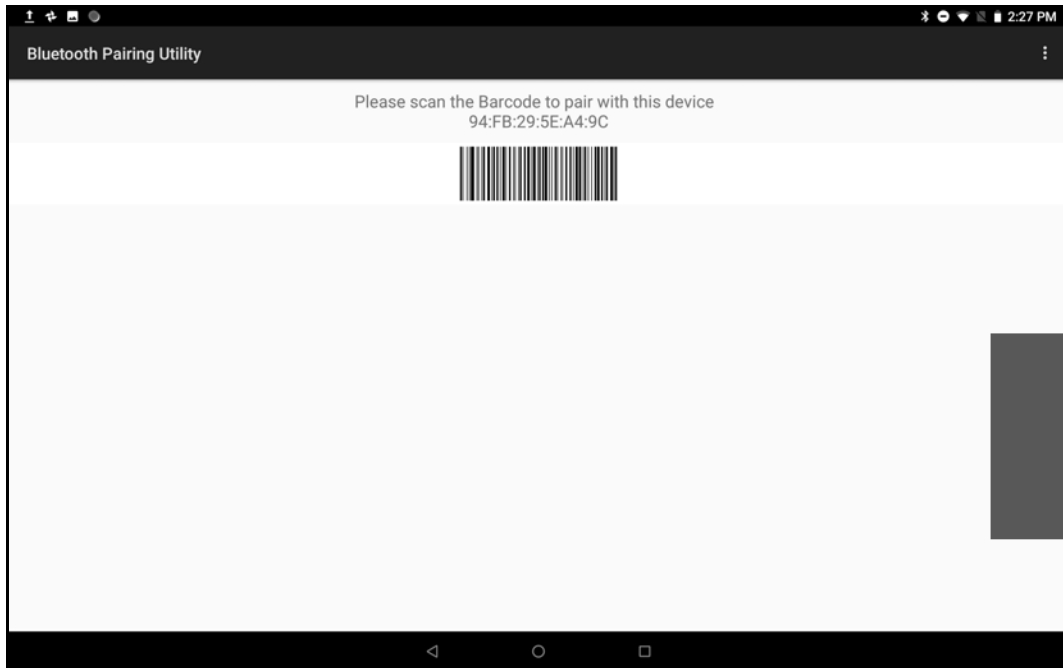 2:27 PM
Bluetooth Pairing Utility
Please scan the Barcode to pair with this device
94:FB:29:5E:A4:9C